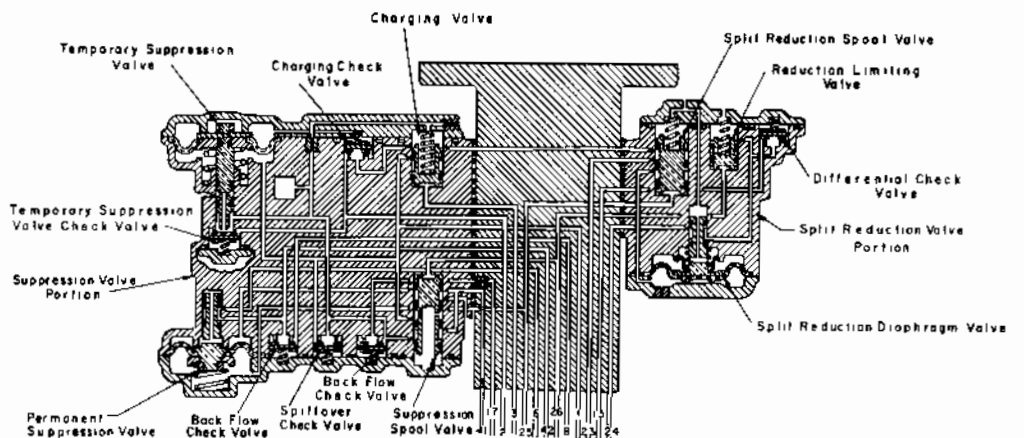 Charging Valve
Temporary Suppression
Valve
Charging Check
Valve
Split Reduction Spool Valve
Reduction Limiting
Valve
Differential Check
Valve
Temporary Suppression
Valve Check Valve
Split Reduction Valve
Portion
Suppression Valve
Portion
Split Reduction Diaphragm Valve
Permanent
Suppression Valve
Back Flow
Check Valve
Spillover
Check Valve
Back Flow
Check Valve
Suppression
Spool Valve
17 3 6 26 13
2 25 8 23 24